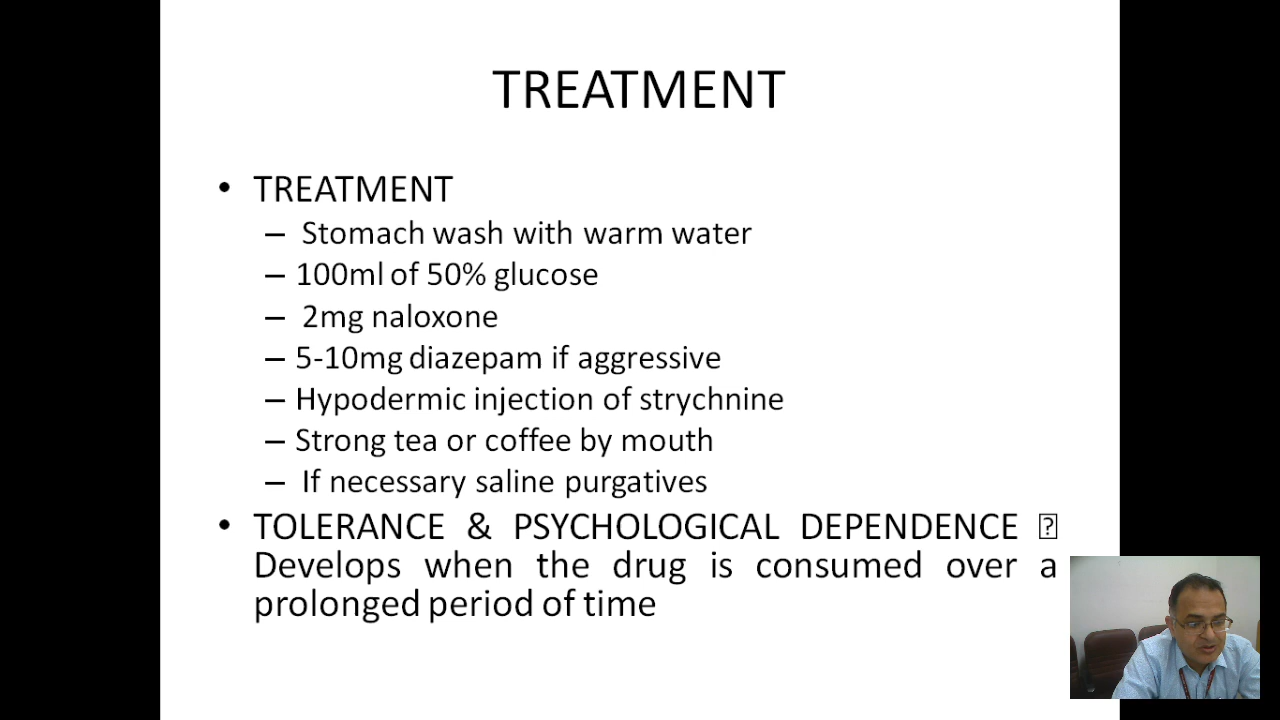 TREATMENT
• TREATMENT
– Stomach wash with warm water
– 100ml of 50% glucose
– 2mg naloxone
– 5-10mg diazepam if aggressive
– Hypodermic injection of strychnine
– Strong tea or coffee by mouth
– If necessary saline purgatives
• TOLERANCE & PSYCHOLOGICAL DEPENDENCE ⍰
Develops when the drug is consumed over a
prolonged period of time